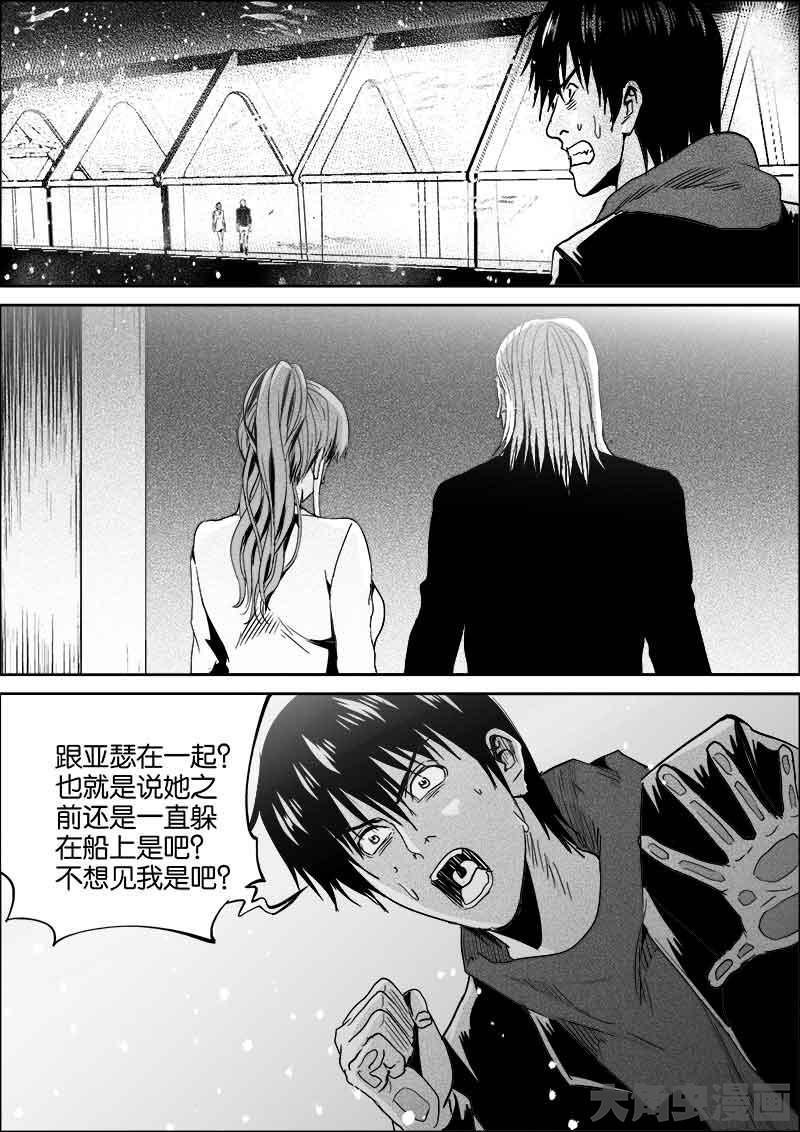 跟亚瑟在一起？
也就是说她之
前还是一直躲
在船上是吧？
不想见我是吧？
大角虫漫画